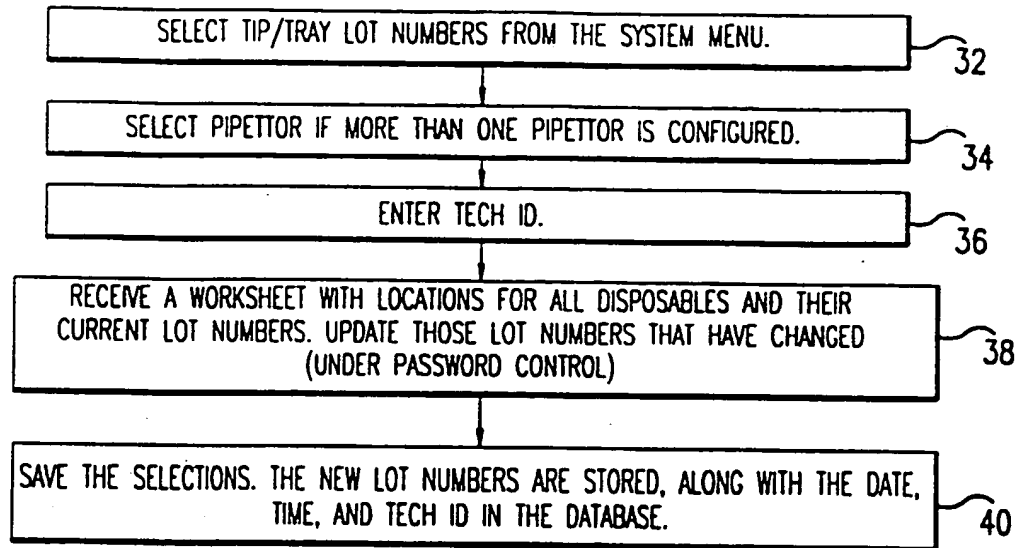 SELECT TIP/TRAY LOT NUMBERS FROM THE SYSTEM MENU.
32
SELECT PIPETTOR IF MORE THAN ONE PIPETTOR IS CONFIGURED.
34
ENTER TECH ID.
36
RECEIVE A WORKSHEET WITH LOCATIONS FOR ALL DISPOSABLES AND THEIR
CURRENT LOT NUMBERS. UPDATE THOSE LOT NUMBERS THAT HAVE CHANGED
(UNDER PASSWORD CONTROL)
38
SAVE THE SELECTIONS. THE NEW LOT NUMBERS ARE STORED, ALONG WITH THE DATE,
TIME, AND TECH ID IN THE DATABASE.
40